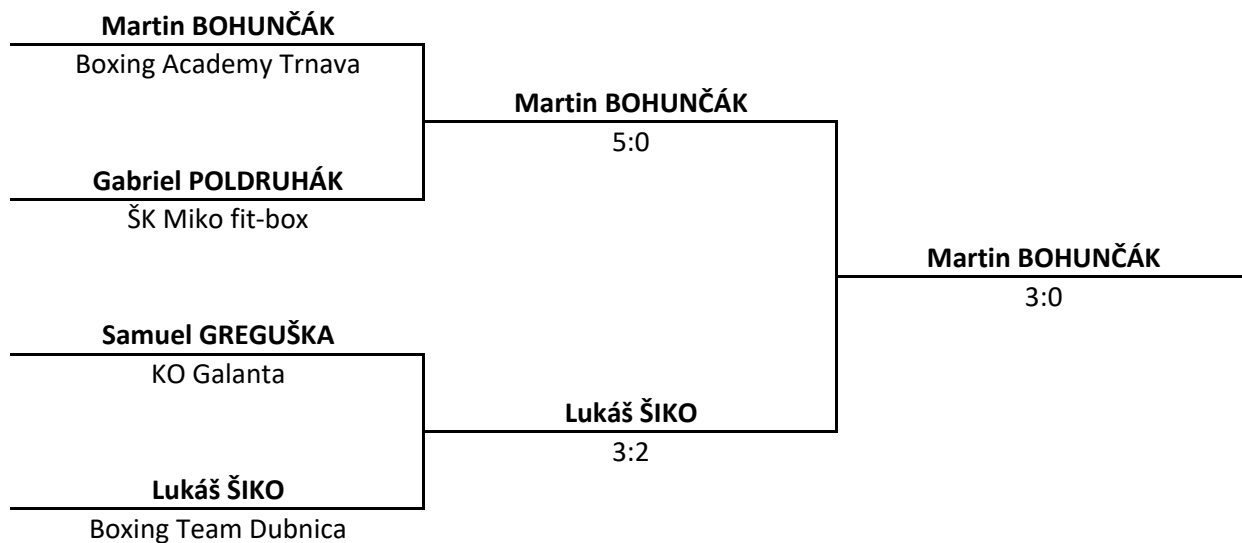 Martin BOHUNČÁK
Boxing Academy Trnava
Martin BOHUNČÁK
5:0
Gabriel POLDRUHÁK
ŠK Miko fit-box
Martin BOHUNČÁK
3:0
Samuel GREGUŠKA
KO Galanta
Lukáš ŠIKO
3:2
Lukáš ŠIKO
Boxing Team Dubnica